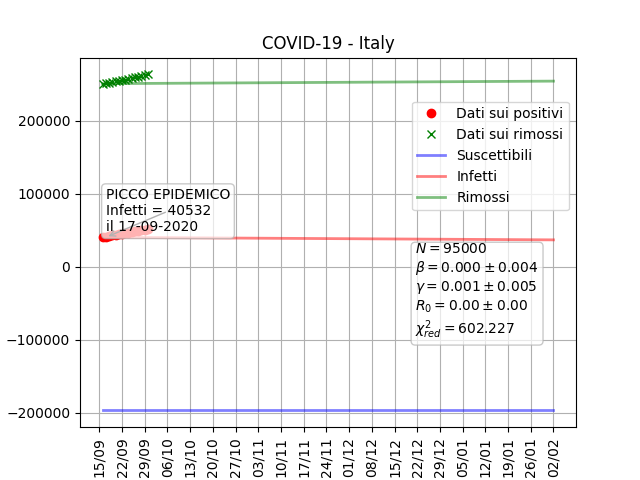 COVID-19 - Italy
200000
100000
0
−100000
−200000
PICCO EPIDEMICO
Infetti = 40532
il 17-09-2020
Dati sui positivi
Dati sui rimossi
Suscettibili
Infetti
Rimossi
N = 95000
β = 0.000 ± 0.004
γ = 0.001 ± 0.005
R₀ = 0.00 ± 0.00
χ²red = 602.227
15/09
22/09
29/09
06/10
13/10
20/10
27/10
03/11
10/11
17/11
24/11
01/12
08/12
15/12
22/12
29/12
05/01
12/01
19/01
26/01
02/02